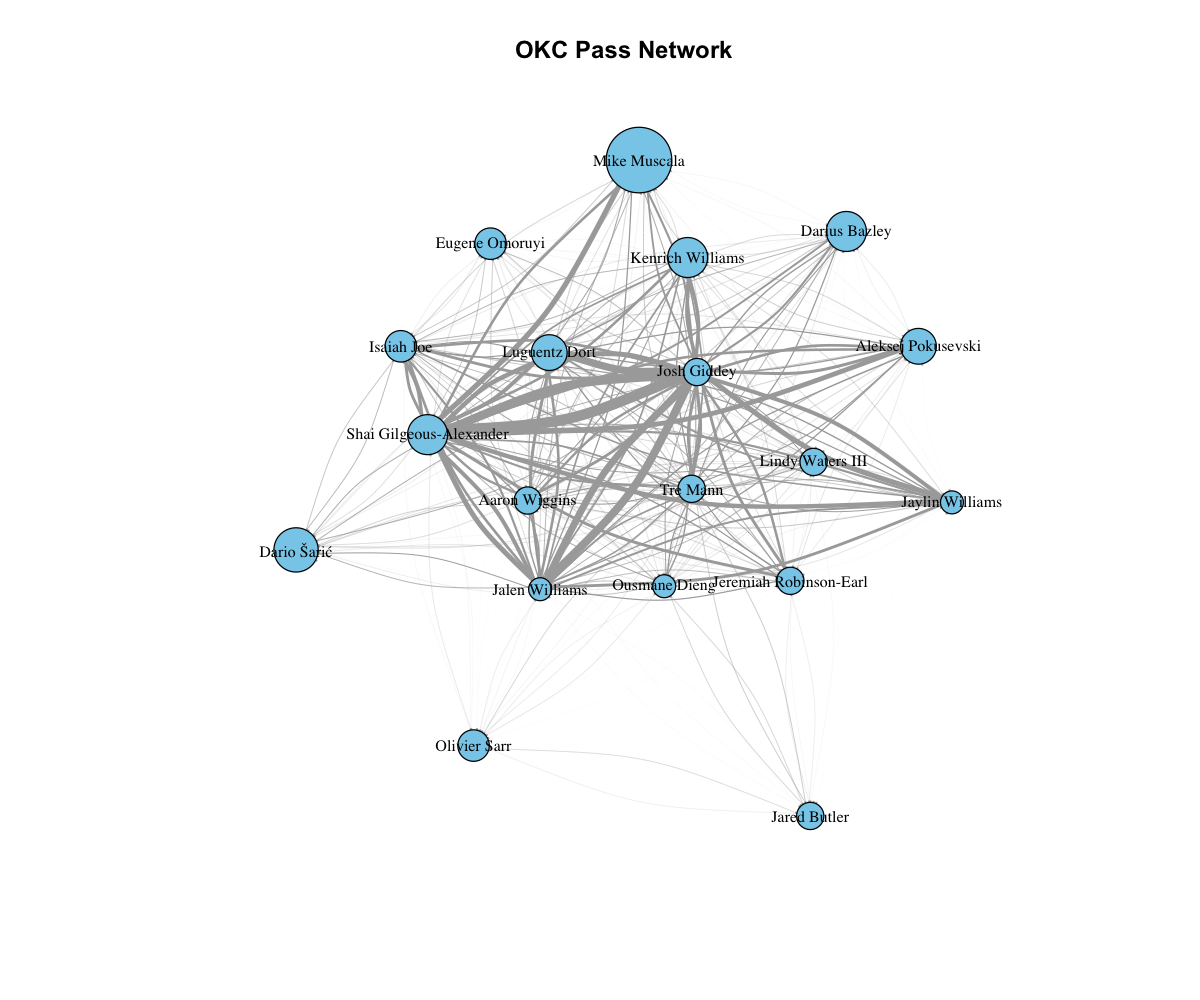 OKC Pass Network
Mike Muscala
Darius Bazley
Eugene Omoruyi
Kenrich Williams
Isaiah Joe
Luguentz Dort
Aleksej Pokusevski
Josh Giddey
Shai Gilgeous-Alexander
Lindy Waters III
Tre Mann
Aaron Wiggins
Jaylin Williams
Dario Šarić
Jalen Williams
Ousmane Dieng
Jeremiah Robinson-Earl
Olivier Sarr
Jared Butler